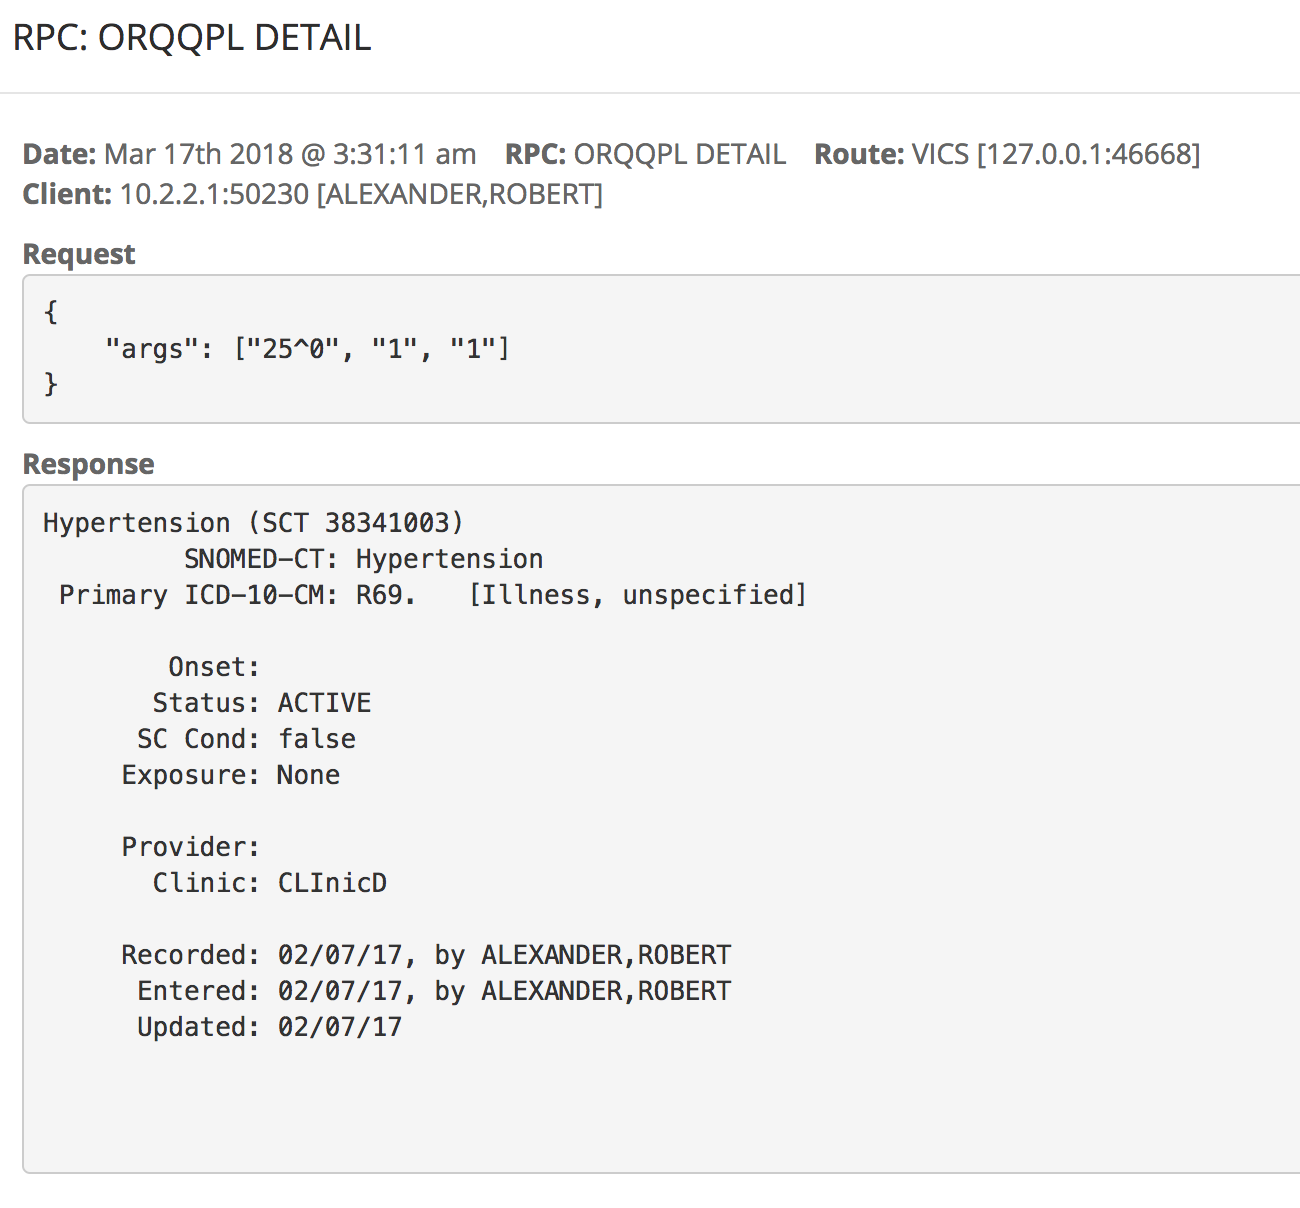 RPC: ORQQPL DETAIL
Date: Mar 17th 2018 @ 3:31:11 am RPC: ORQQPL DETAIL Route: VICS [127.0.0.1:46668]
Client: 10.2.2.1:50230 [ALEXANDER,ROBERT]
Request
{
"args": ["25^0", "1", "1"]
}
Response
Hypertension (SCT 38341003)
SNOMED-CT: Hypertension
Primary ICD-10-CM: R69. [Illness, unspecified]
Onset:
Status: ACTIVE
SC Cond: false
Exposure: None
Provider:
Clinic: CLInicD
Recorded: 02/07/17, by ALEXANDER,ROBERT
Entered: 02/07/17, by ALEXANDER,ROBERT
Updated: 02/07/17